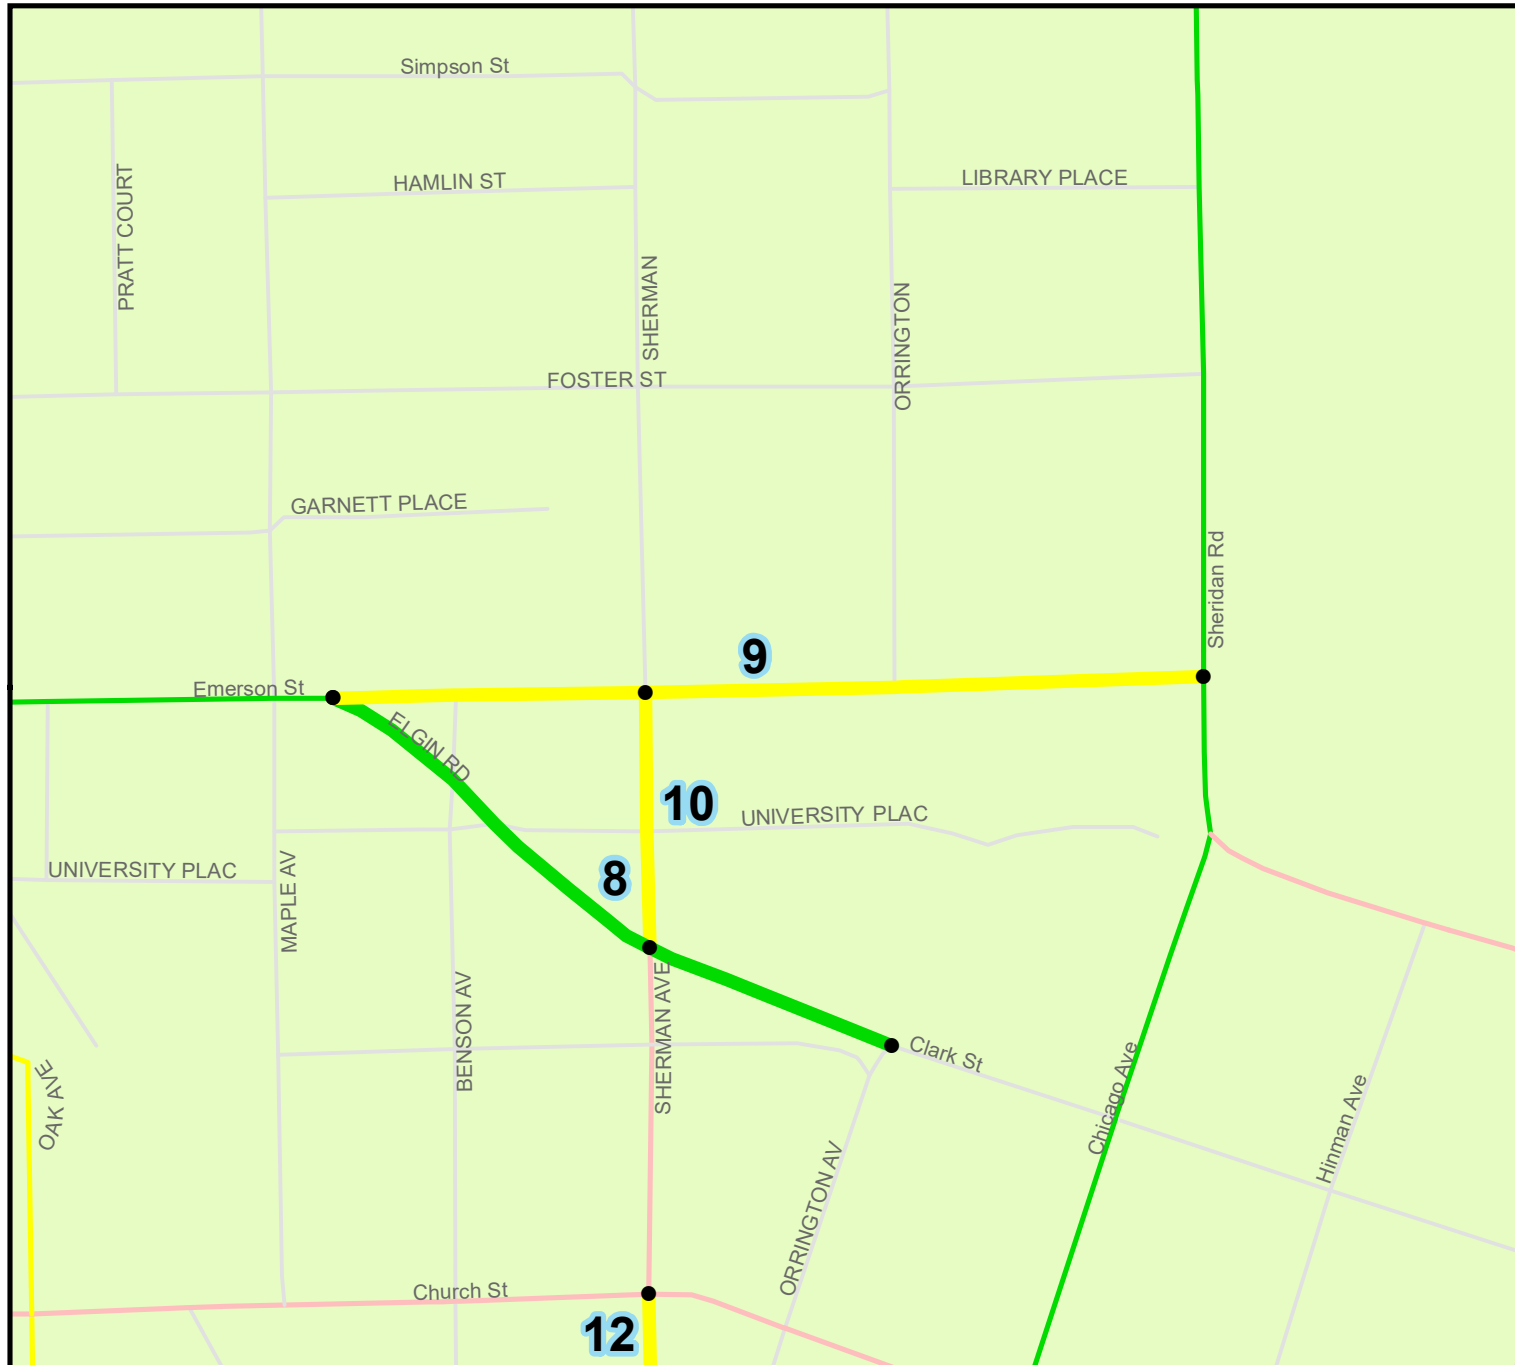 Simpson St
PRATT COURT
HAMLIN ST
LIBRARY PLACE
SHERMAN
ORRINGTON
FOSTER ST
GARNETT PLACE
Sheridan Rd
9
Emerson St
ELGIN RD
10
UNIVERSITY PLAC
8
UNIVERSITY PLAC
MAPLE AV
BENSON AV
SHERMAN AVE
Clark St
OAK AVE
Chicago Ave
Hinman Ave
ORRINGTON AV
Church St
12